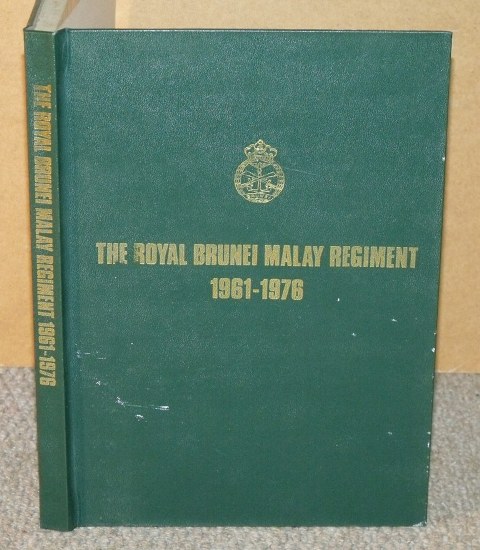 THE ROYAL BRUNEI MALAY REGIMENT 1961-1976
THE ROYAL BRUNEI MALAY REGIMENT
1961-1976